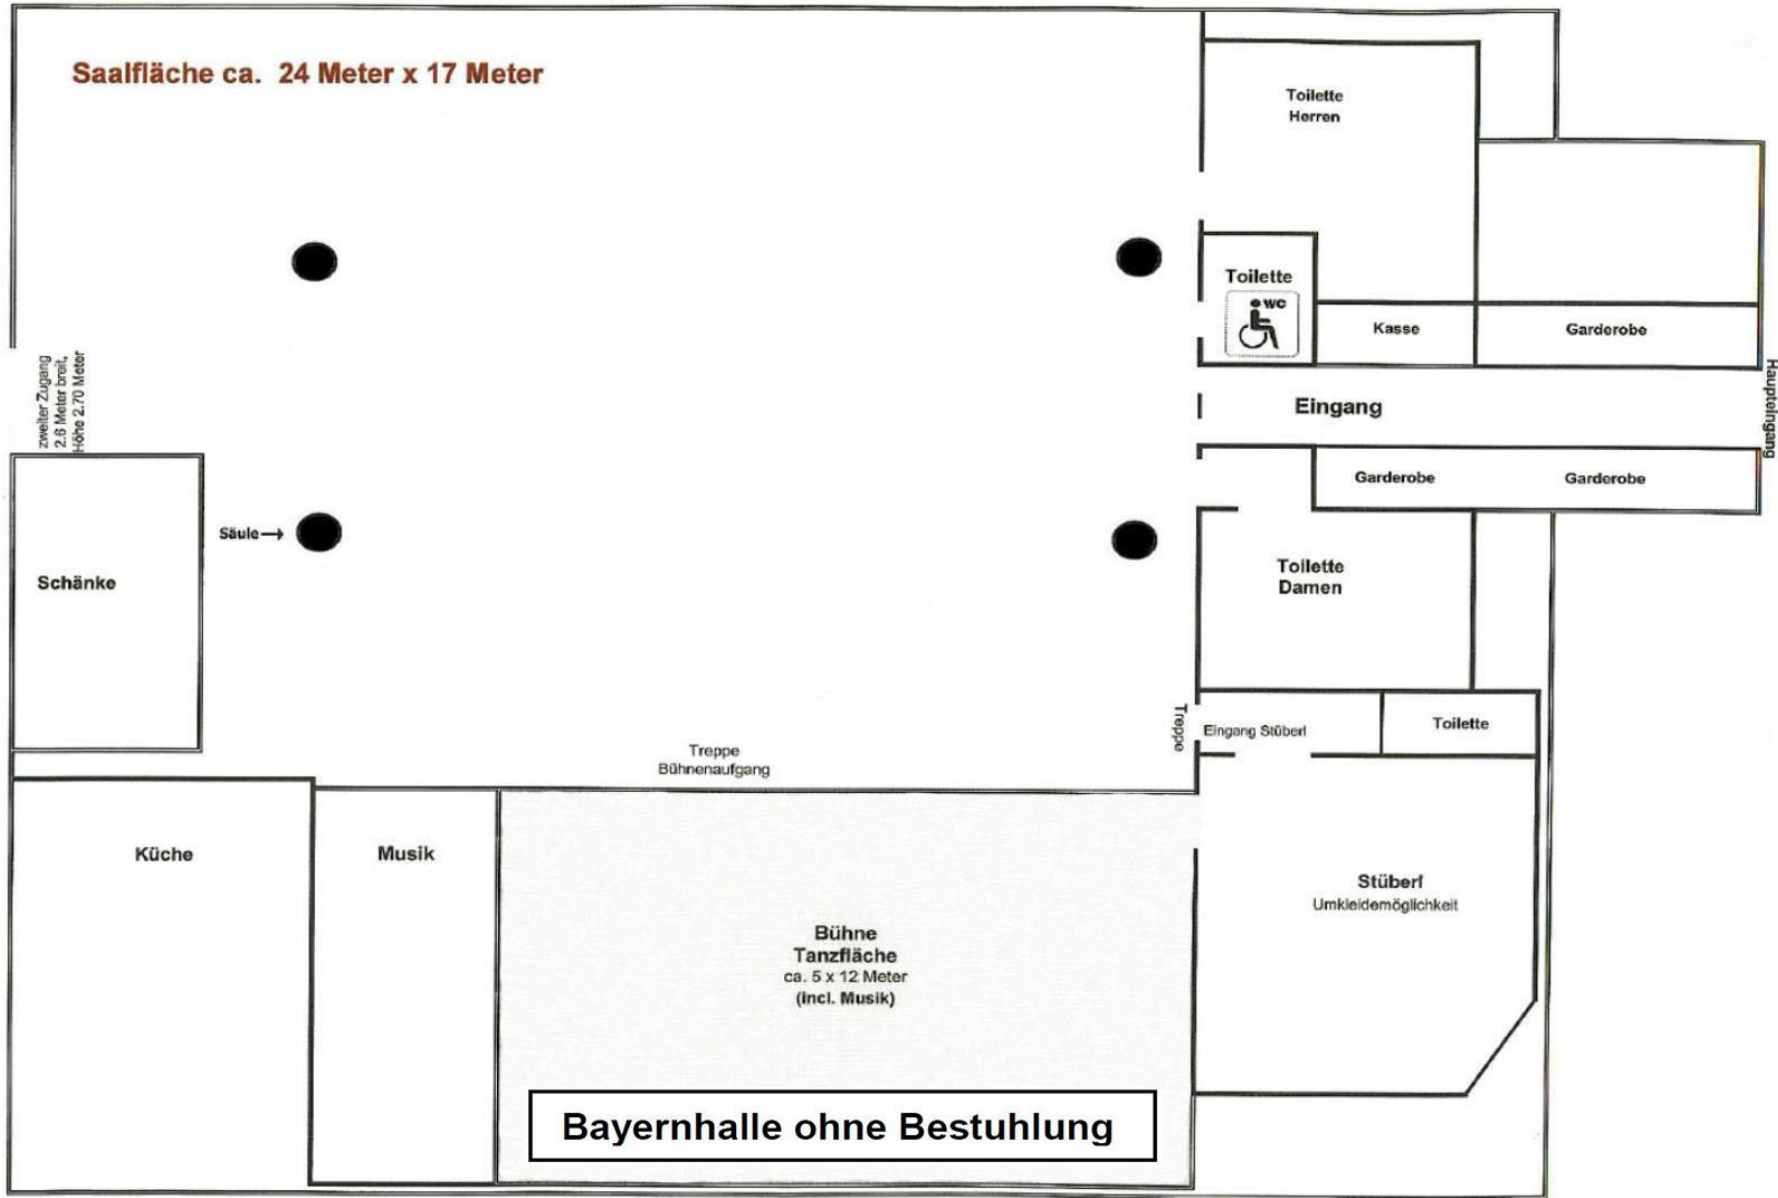 Saalfläche ca. 24 Meter x 17 Meter
Toilette
Herren
Toilette
WC
Kasse
Garderobe
zweiter Zugang
2.6 Meter breit,
Höhe 2.70 Meter
Eingang
Haupteingang
Garderobe
Garderobe
Säule→
Schänke
Toilette
Damen
Treppe
Eingang Stüberl
Toilette
Treppe
Bühnenaufgang
Küche
Musik
Stüberl
Umkleidemöglichkeit
Bühne
Tanzfläche
ca. 5 x 12 Meter
(incl. Musik)
Bayernhalle ohne Bestuhlung